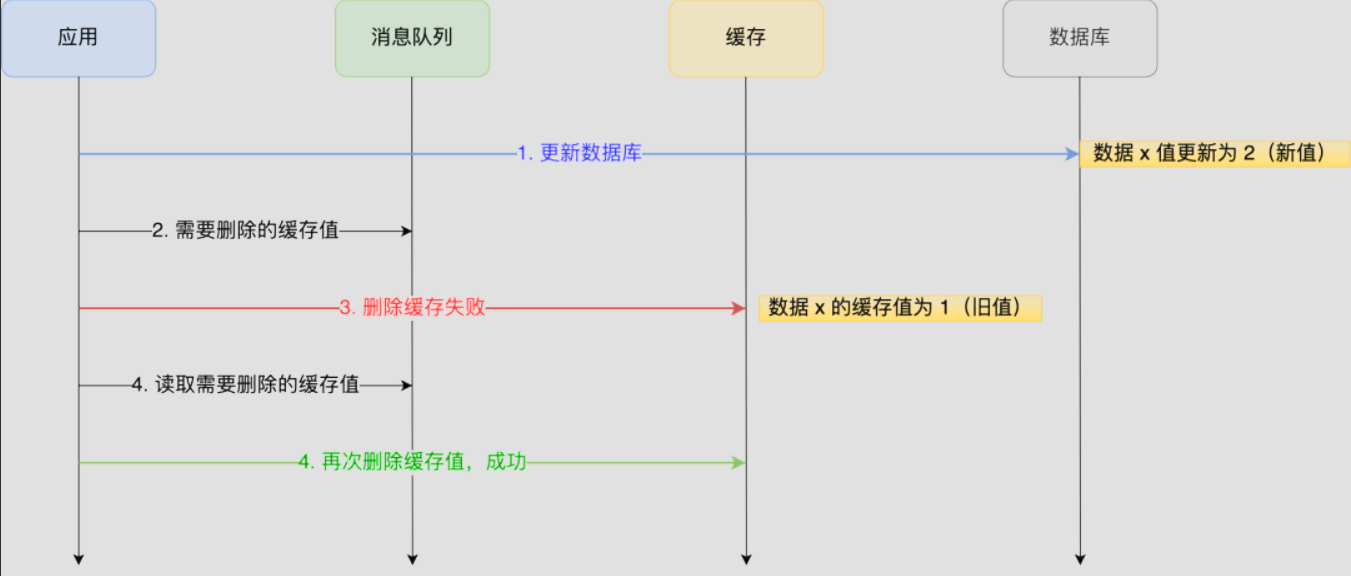 应用
消息队列
缓存
数据库
1. 更新数据库
数据 x 值更新为 2（新值）
2. 需要删除的缓存值
3. 删除缓存失败
数据 x 的缓存值为 1（旧值）
4. 读取需要删除的缓存值
4. 再次删除缓存值，成功